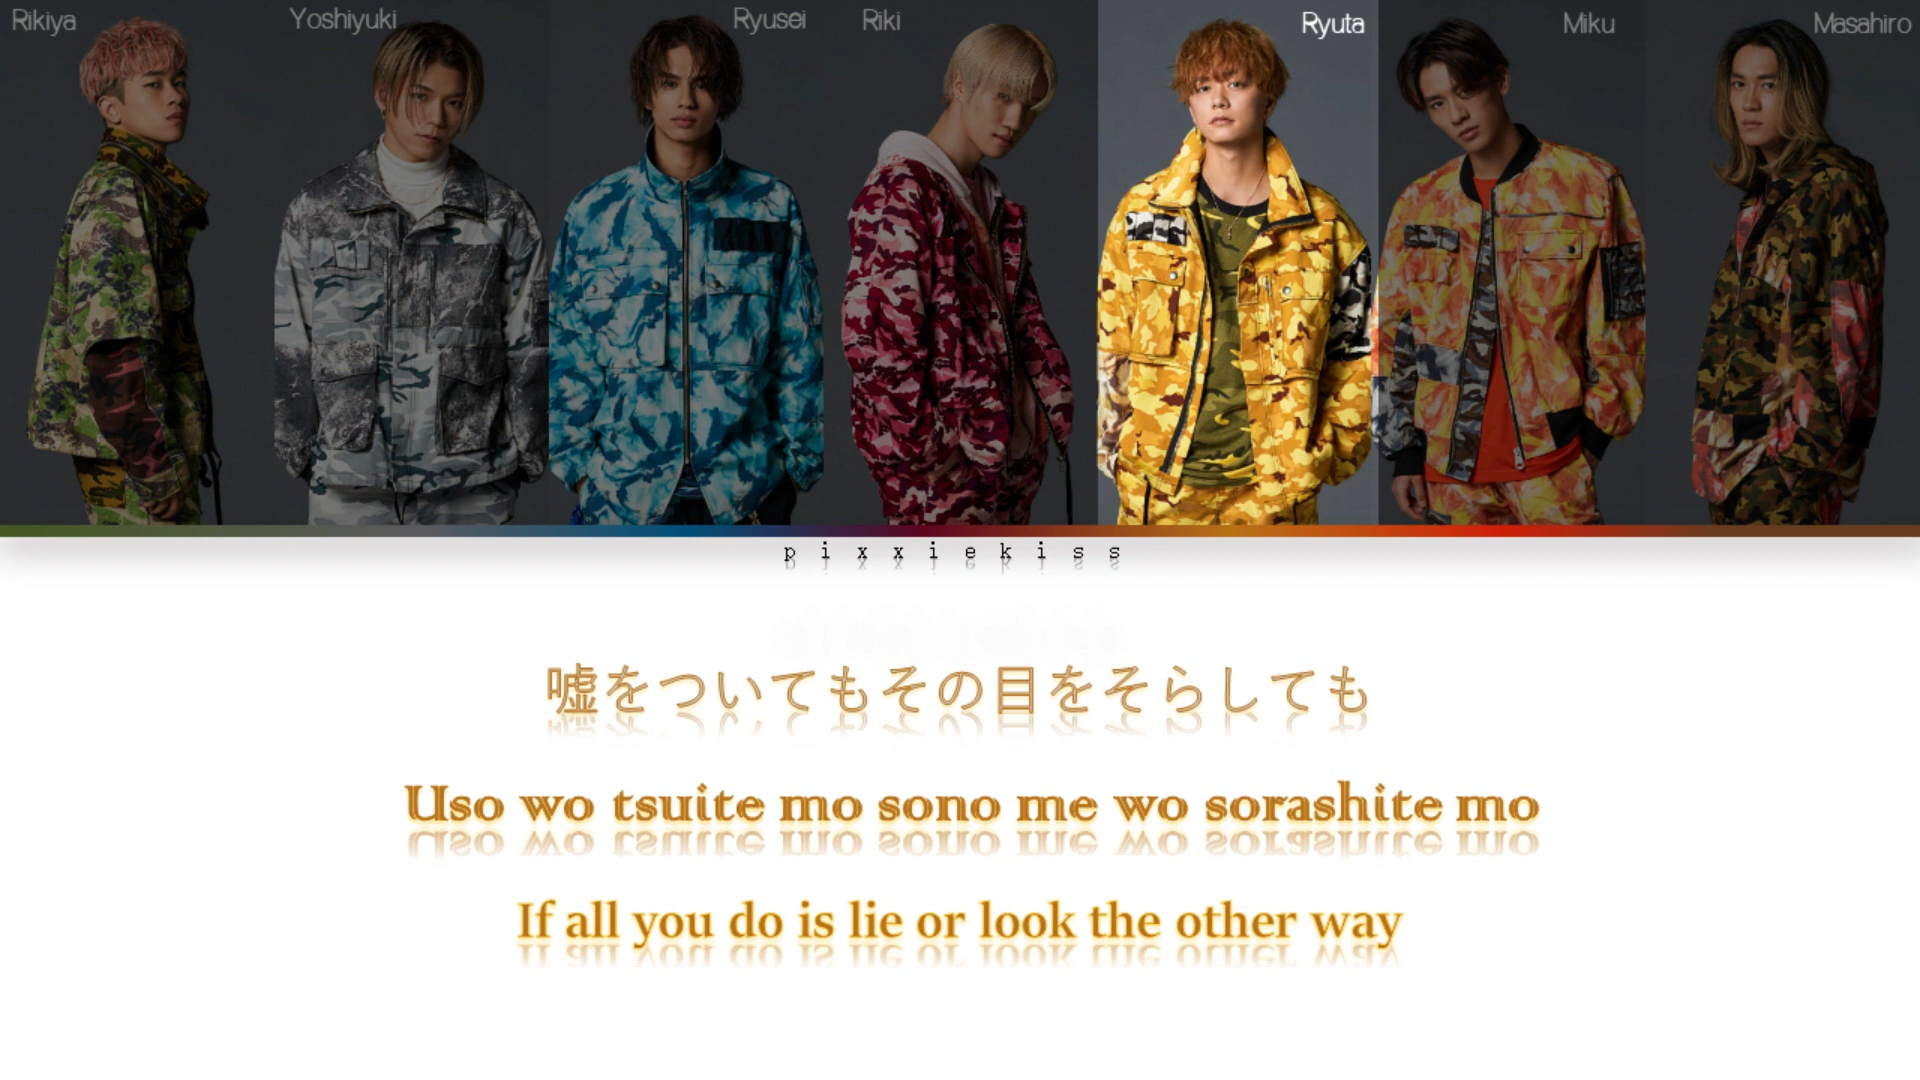 Rikiya
Yoshiyuki
Ryusei
Riki
Ryuta
Miku
Masahiro
pixxiekiss
嘘をついてもその目をそらしても
Uso wo tsuite mo sono me wo sorashite mo
If all you do is lie or look the other way